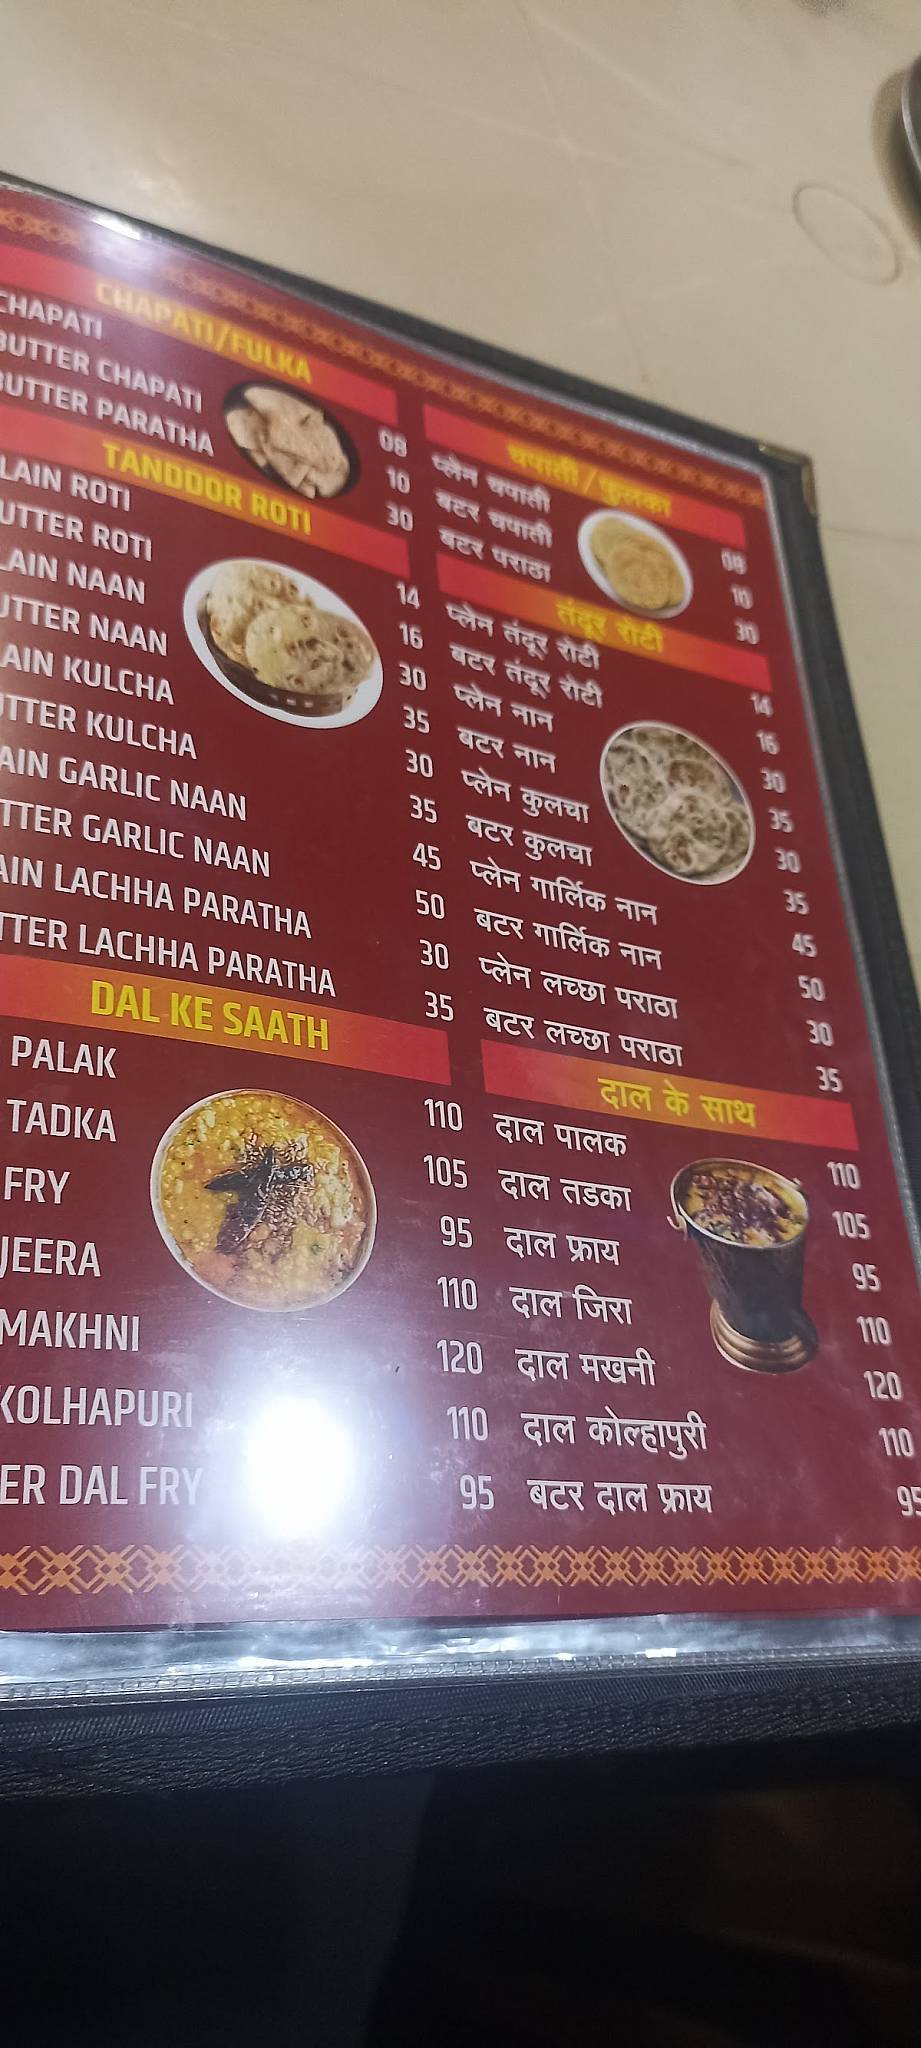 CHAPATI/FULKA
CHAPATI 08
BUTTER CHAPATI 10
BUTTER PARATHA 30
TANDDOR ROTI
LAIN ROTI 14
UTTER ROTI 16
LAIN NAAN 30
UTTER NAAN 35
AIN KULCHA 30
UTTER KULCHA 35
AIN GARLIC NAAN 45
TTER GARLIC NAAN 50
AIN LACHHA PARATHA 30
TTER LACHHA PARATHA 35
DAL KE SAATH
PALAK 110
TADKA 105
FRY 95
JEERA 110
MAKHNI 120
KOLHAPURI 110
ER DAL FRY 95
चपाती / फुलका
प्लेन चपाती 08
बटर चपाती 10
बटर पराठा 30
तंदूर रोटी
प्लेन तंदूर रोटी 14
बटर तंदूर रोटी 16
प्लेन नान 30
बटर नान 35
प्लेन कुलचा 30
बटर कुलचा 35
प्लेन गार्लिक नान 45
बटर गार्लिक नान 50
प्लेन लच्छा पराठा 30
बटर लच्छा पराठा 35
दाल के साथ
दाल पालक 110
दाल तडका 105
दाल फ्राय 95
दाल जिरा 110
दाल मखनी 120
दाल कोल्हापुरी 110
बटर दाल फ्राय 95